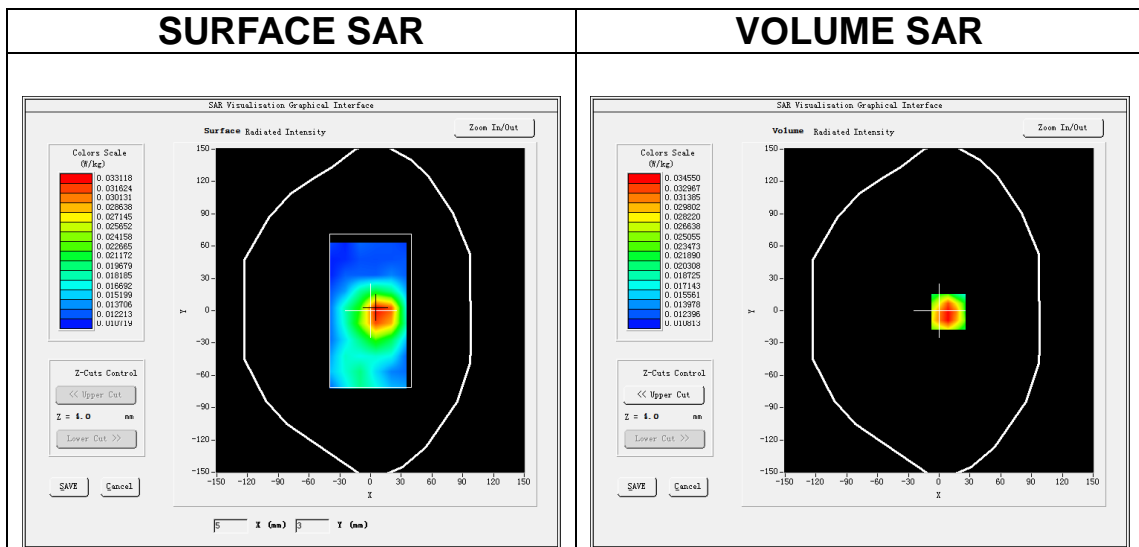 SURFACE SAR
VOLUME SAR
SAR Visualisation Graphical Interface
Surface Radiated Intensity
Zoom In/Out
Colors Scale
(W/kg)
0.033118
0.031624
0.030131
0.028638
0.027145
0.025652
0.024158
0.022665
0.021172
0.019679
0.018185
0.016692
0.015199
0.013706
0.012213
0.010719
150
120
90
60
30
0
-30
-60
-90
-120
-150
Y
-150 -120 -90 -60 -30 0 30 60 90 120 150
X
Z-Cuts Control
<< Upper Cut
Z = 4.0 mm
Lower Cut >>
SAVE
Cancel
5 X (mm) 3 Y (mm)
SAR Visualisation Graphical Interface
Volume Radiated Intensity
Zoom In/Out
Colors Scale
(W/kg)
0.034550
0.032967
0.031385
0.029802
0.028220
0.026638
0.025055
0.023473
0.021890
0.020308
0.018725
0.017143
0.015561
0.013978
0.012396
0.010813
150
120
90
60
30
0
-30
-60
-90
-120
-150
Y
-150 -120 -90 -60 -30 0 30 60 90 120 150
X
Z-Cuts Control
<< Upper Cut
Z = 4.0 mm
Lower Cut >>
SAVE
Cancel